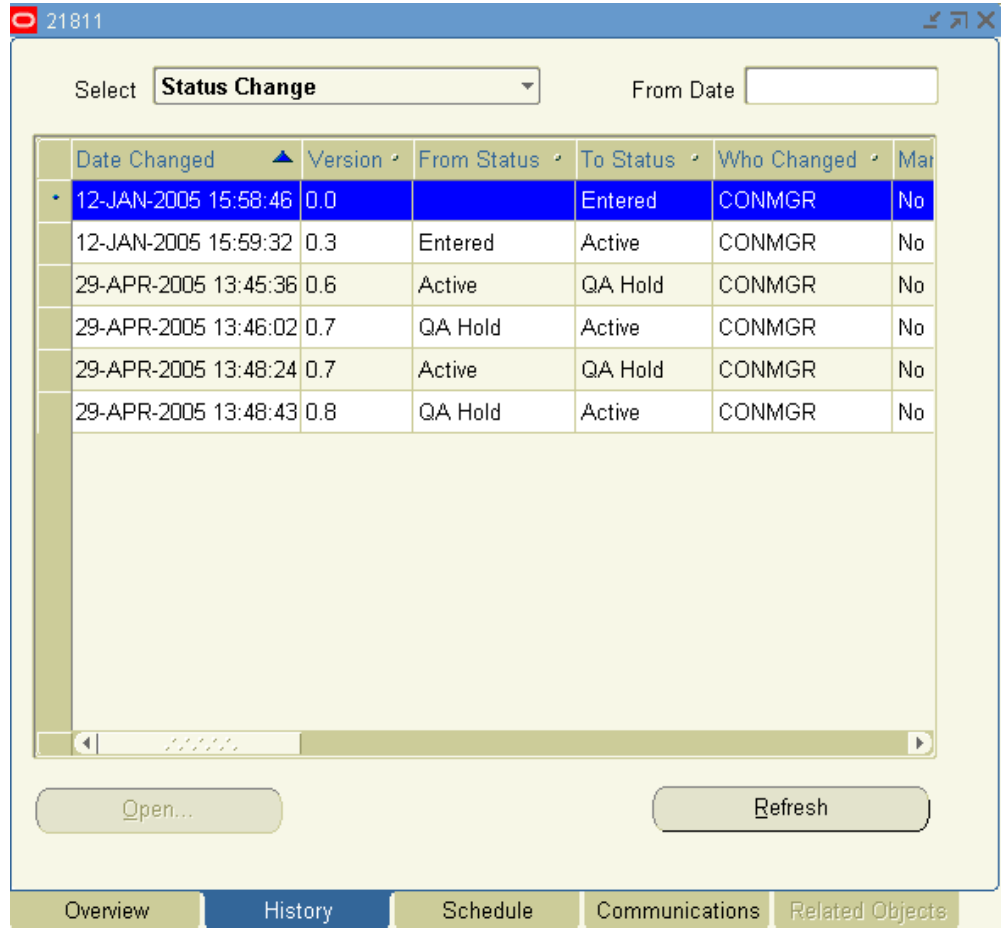 21811
Select Status Change From Date
Date Changed Version From Status To Status Who Changed Mar
12-JAN-2005 15:58:46 0.0 Entered CONMGR No
12-JAN-2005 15:59:32 0.3 Entered Active CONMGR No
29-APR-2005 13:45:36 0.6 Active QA Hold CONMGR No
29-APR-2005 13:46:02 0.7 QA Hold Active CONMGR No
29-APR-2005 13:48:24 0.7 Active QA Hold CONMGR No
29-APR-2005 13:48:43 0.8 QA Hold Active CONMGR No
Open... Refresh
Overview History Schedule Communications Related Objects